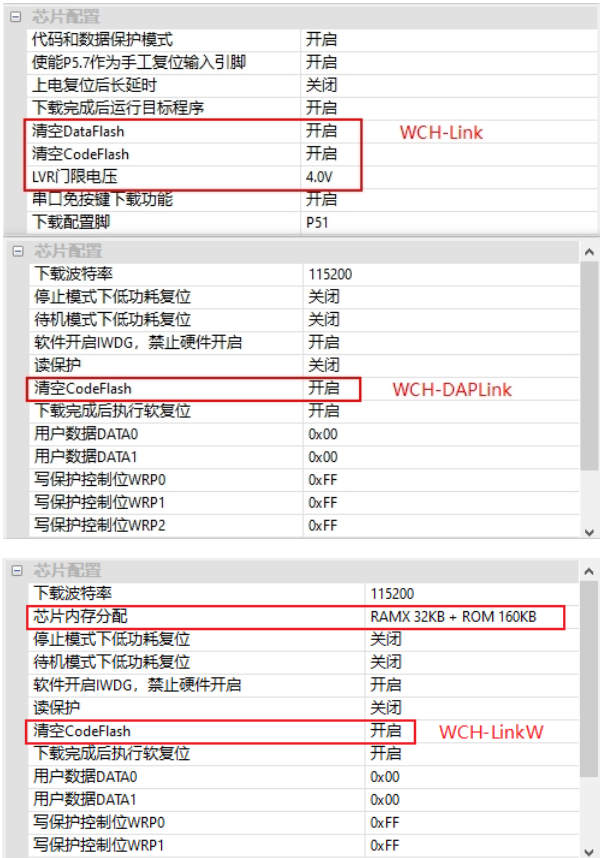 芯片配置
代码和数据保护模式 开启
使能P5.7作为手工复位输入引脚 开启
上电复位后长延时 关闭
下载完成后运行目标程序 开启
清空DataFlash 开启 WCH-Link
清空CodeFlash 开启
LVR门限电压 4.0V
串口免按键下载功能 开启
下载配置脚 P51
芯片配置
下载波特率 115200
停止模式下低功耗复位 关闭
待机模式下低功耗复位 关闭
软件开启IWDG，禁止硬件开启 开启
读保护 关闭
清空CodeFlash 开启 WCH-DAPLink
下载完成后执行软复位 开启
用户数据DATA0 0x00
用户数据DATA1 0x00
写保护控制位WRP0 0xFF
写保护控制位WRP1 0xFF
写保护控制位WRP2 0xFF
芯片配置
下载波特率 115200
芯片内存分配 RAMX 32KB + ROM 160KB
停止模式下低功耗复位 关闭
待机模式下低功耗复位 关闭
软件开启IWDG，禁止硬件开启 开启
读保护 关闭
清空CodeFlash 开启 WCH-LinkW
下载完成后执行软复位 开启
用户数据DATA0 0x00
用户数据DATA1 0x00
写保护控制位WRP0 0xFF
写保护控制位WRP1 0xFF